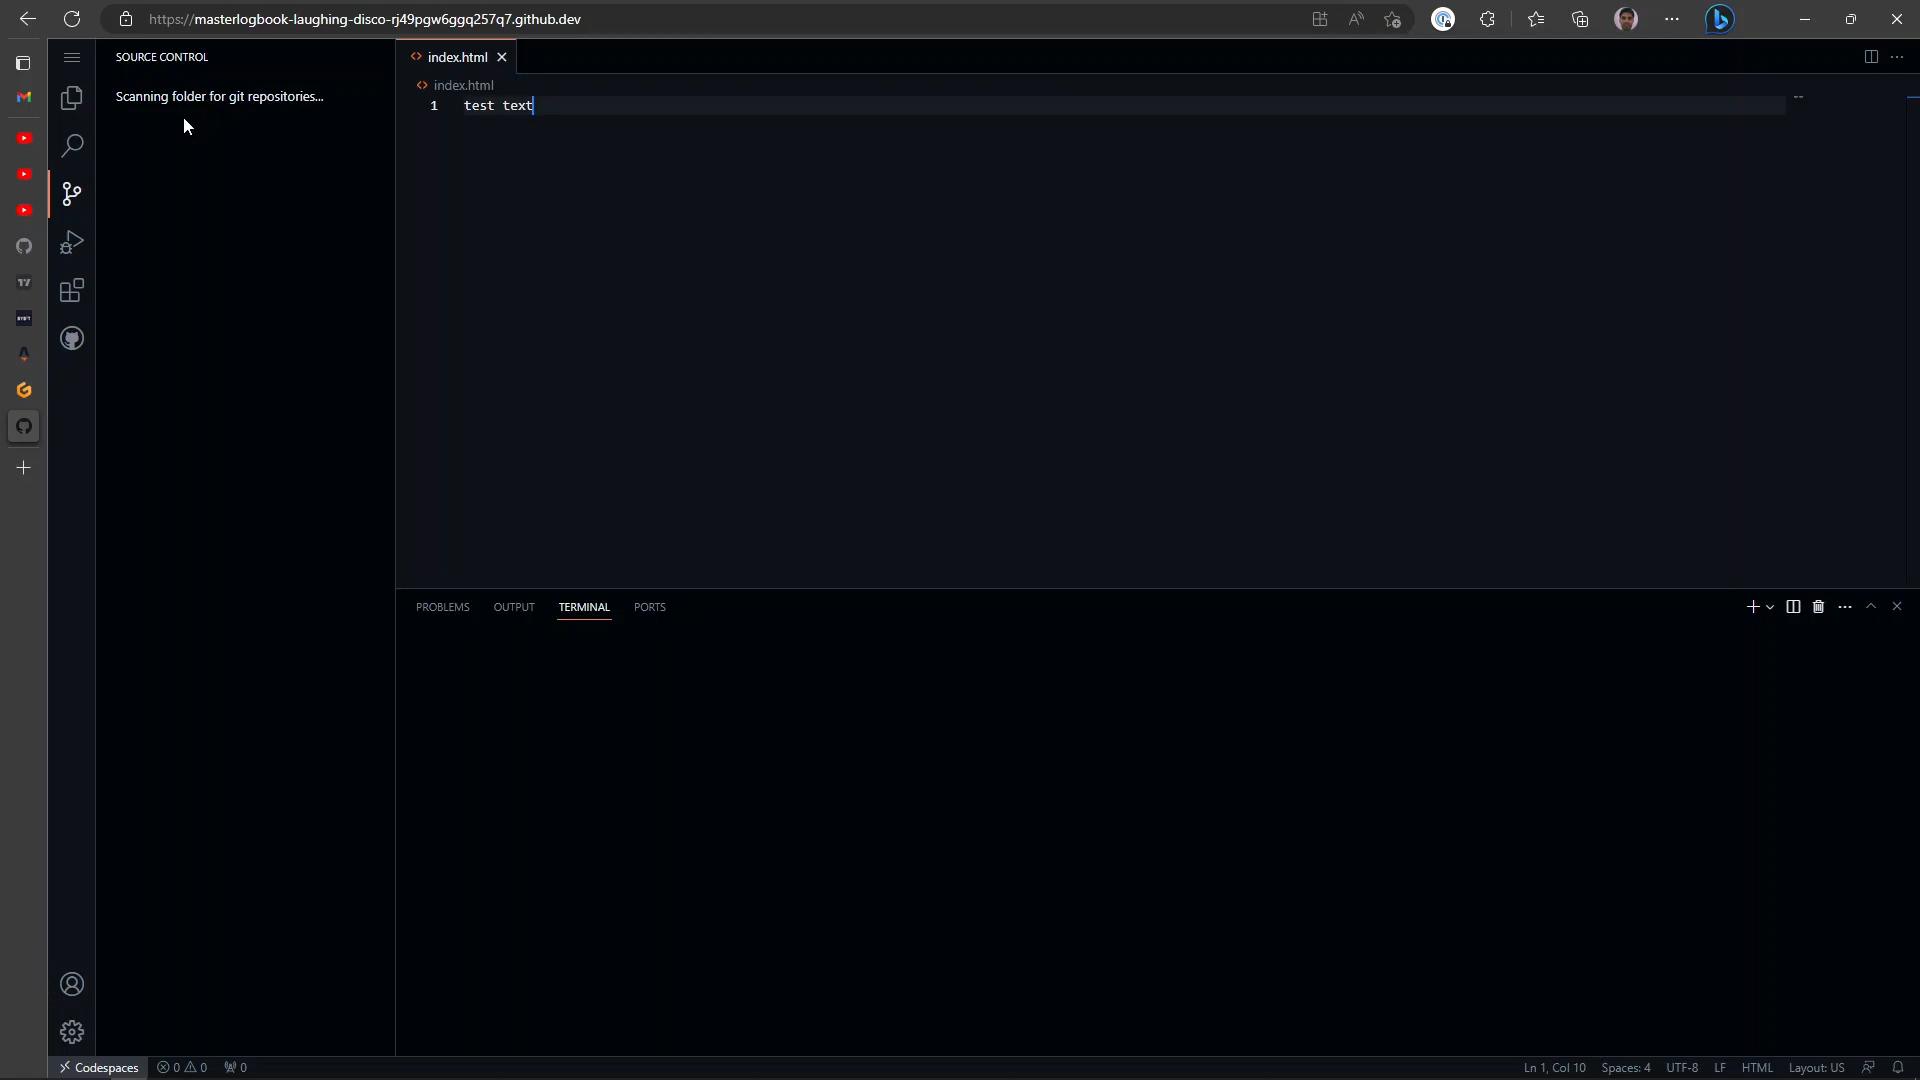 https://masterlogbook-laughing-disco-rj49pgw6ggq257q7.github.dev
SOURCE CONTROL
Scanning folder for git repositories...
index.html
index.html
1 test text
PROBLEMS OUTPUT TERMINAL PORTS
Codespaces 0 0 0
Ln 1, Col 10 Spaces: 4 UTF-8 LF HTML Layout: US